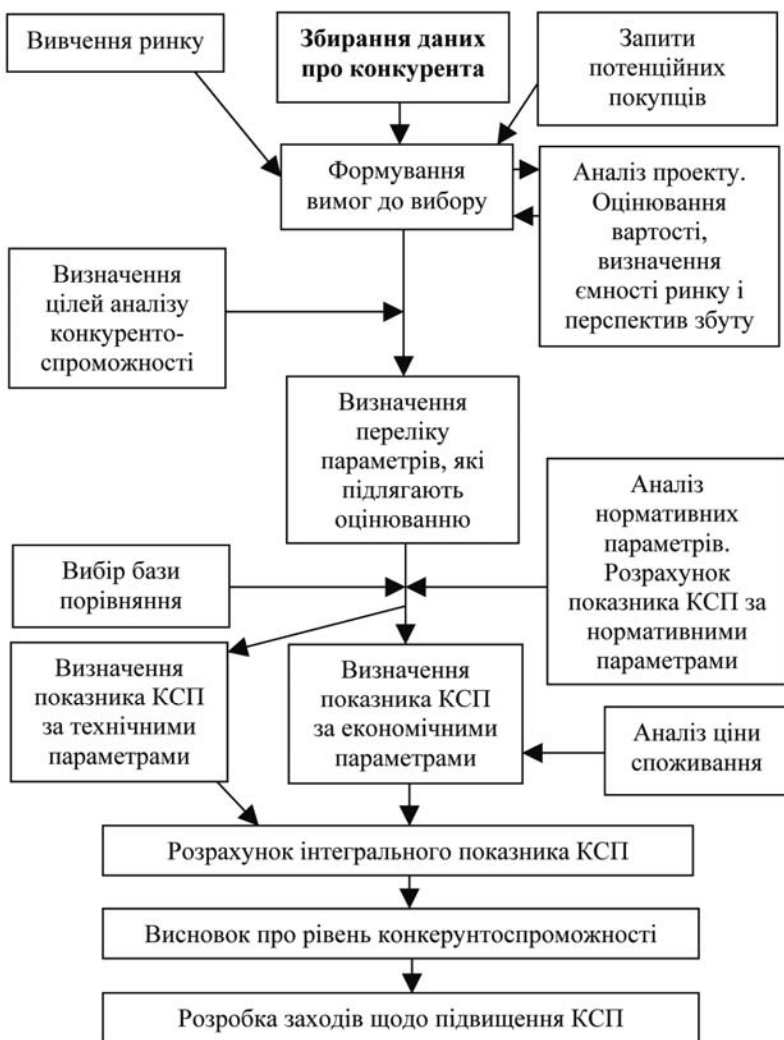 Вивчення ринку
Збирання даних
про конкурента
Запити
потенційних
покупців
Формування
вимог до вибору
Аналіз проекту.
Оцінювання
вартості,
визначення
ємності ринку і
перспектив збуту
Визначення
цілей аналізу
конкуренто-
спроможності
Визначення
переліку
параметрів, які
підлягають
оцінюванню
Аналіз
нормативних
параметрів.
Розрахунок
показника КСП за
нормативними
параметрами
Вибір бази
порівняння
Визначення
показника КСП
за технічними
параметрами
Визначення
показника КСП
за економічними
параметрами
Аналіз ціни
споживання
Розрахунок інтегрального показника КСП
Висновок про рівень конкерунтоспроможності
Розробка заходів щодо підвищення КСП